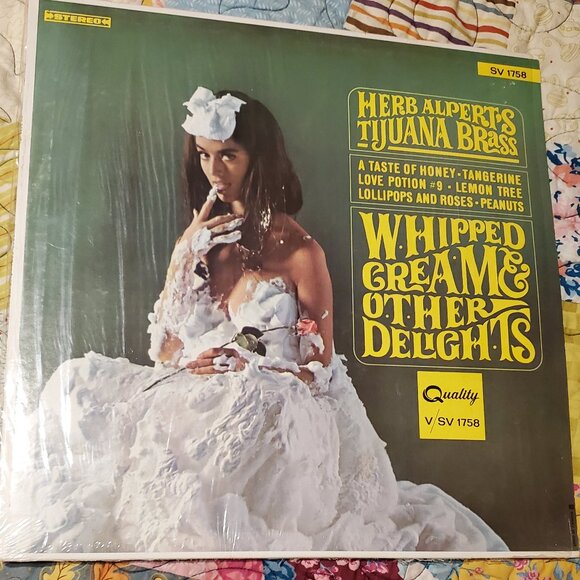 STEREO
SV 1758
HERB ALPERT'S
TIJUANA BRASS
A TASTE OF HONEY · TANGERINE
LOVE POTION #9 · LEMON TREE
LOLLIPOPS AND ROSES · PEANUTS
WHIPPED
CREAM &
OTHER
DELIGHTS
Quality
V/SV 1758